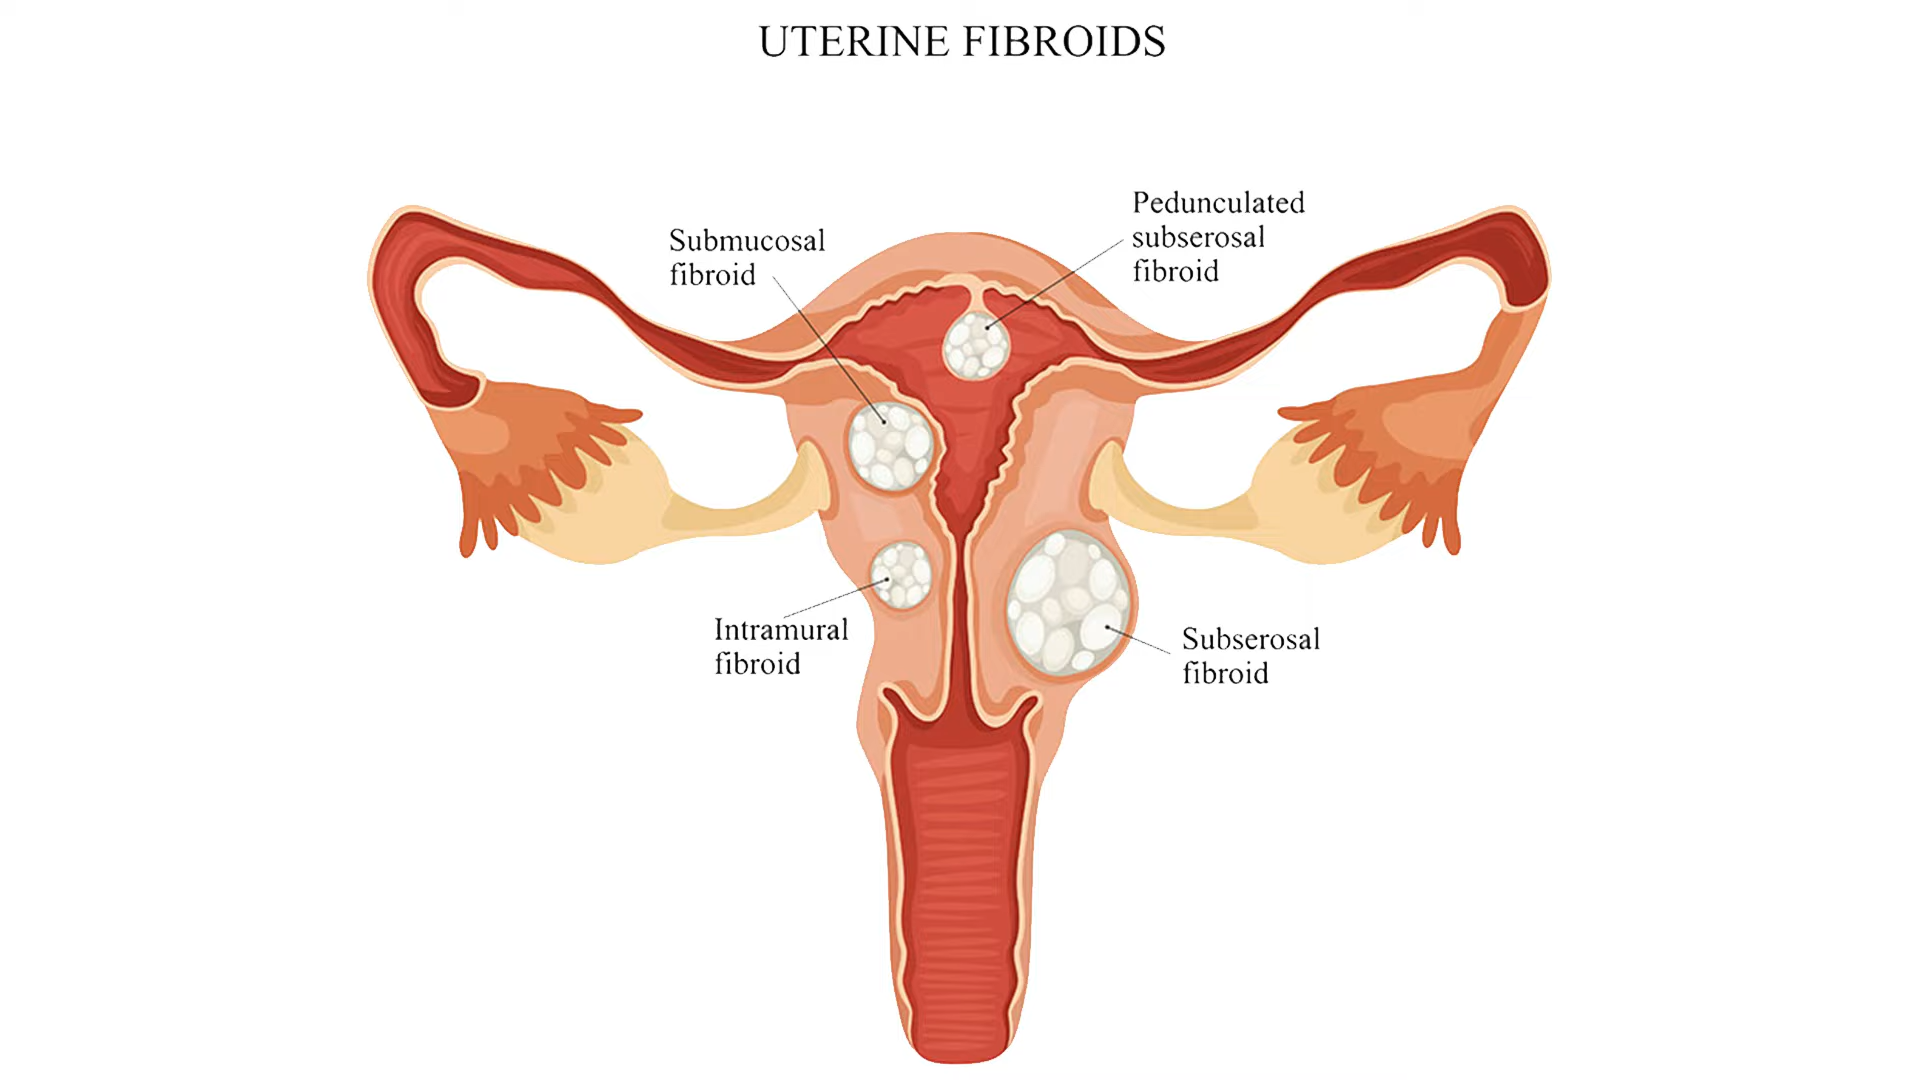 UTERINE FIBROIDS
Submucosal
fibroid
Pedunculated
subserosal
fibroid
Intramural
fibroid
Subserosal
fibroid